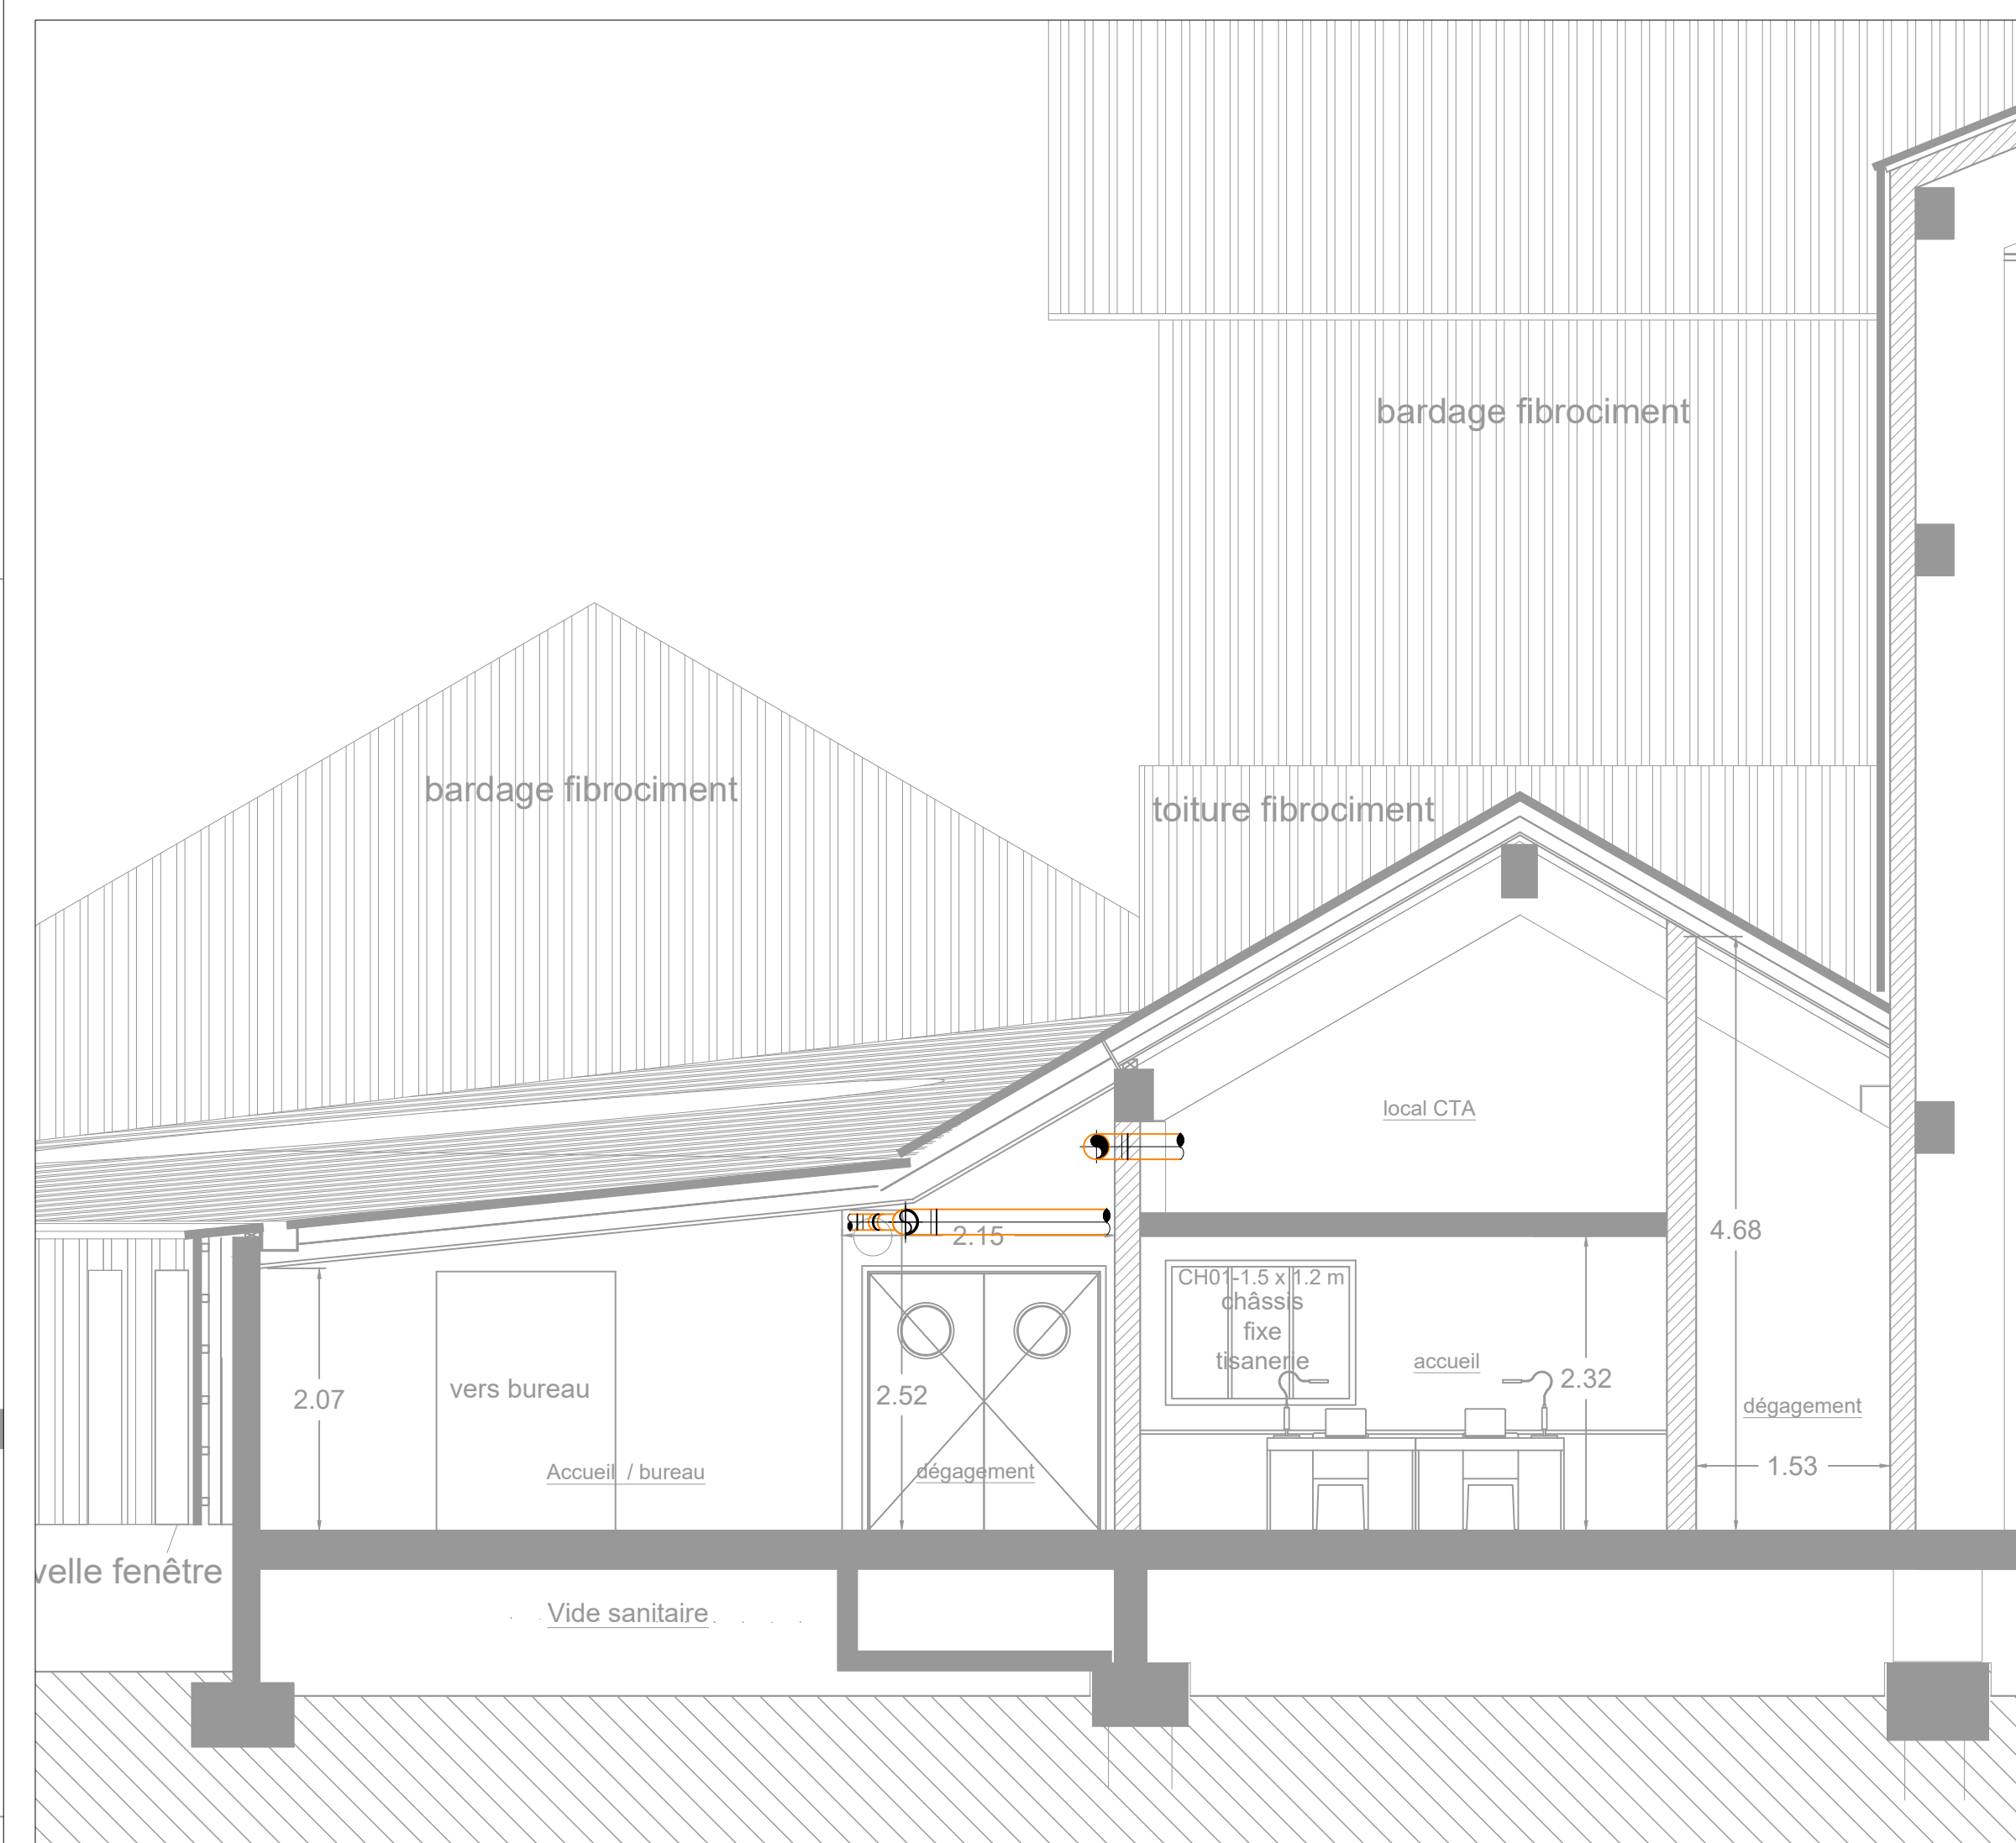 bardage fibrociment
bardage fibrociment
toiture fibrociment
local CTA
2.15
4.68
CH01-1.5 x 1.2 m
châssis
fixe
tisanerie
accueil
2.32
2.07
vers bureau
2.52
dégagement
Accueil / bureau
dégagement
1.53
velle fenêtre
Vide sanitaire